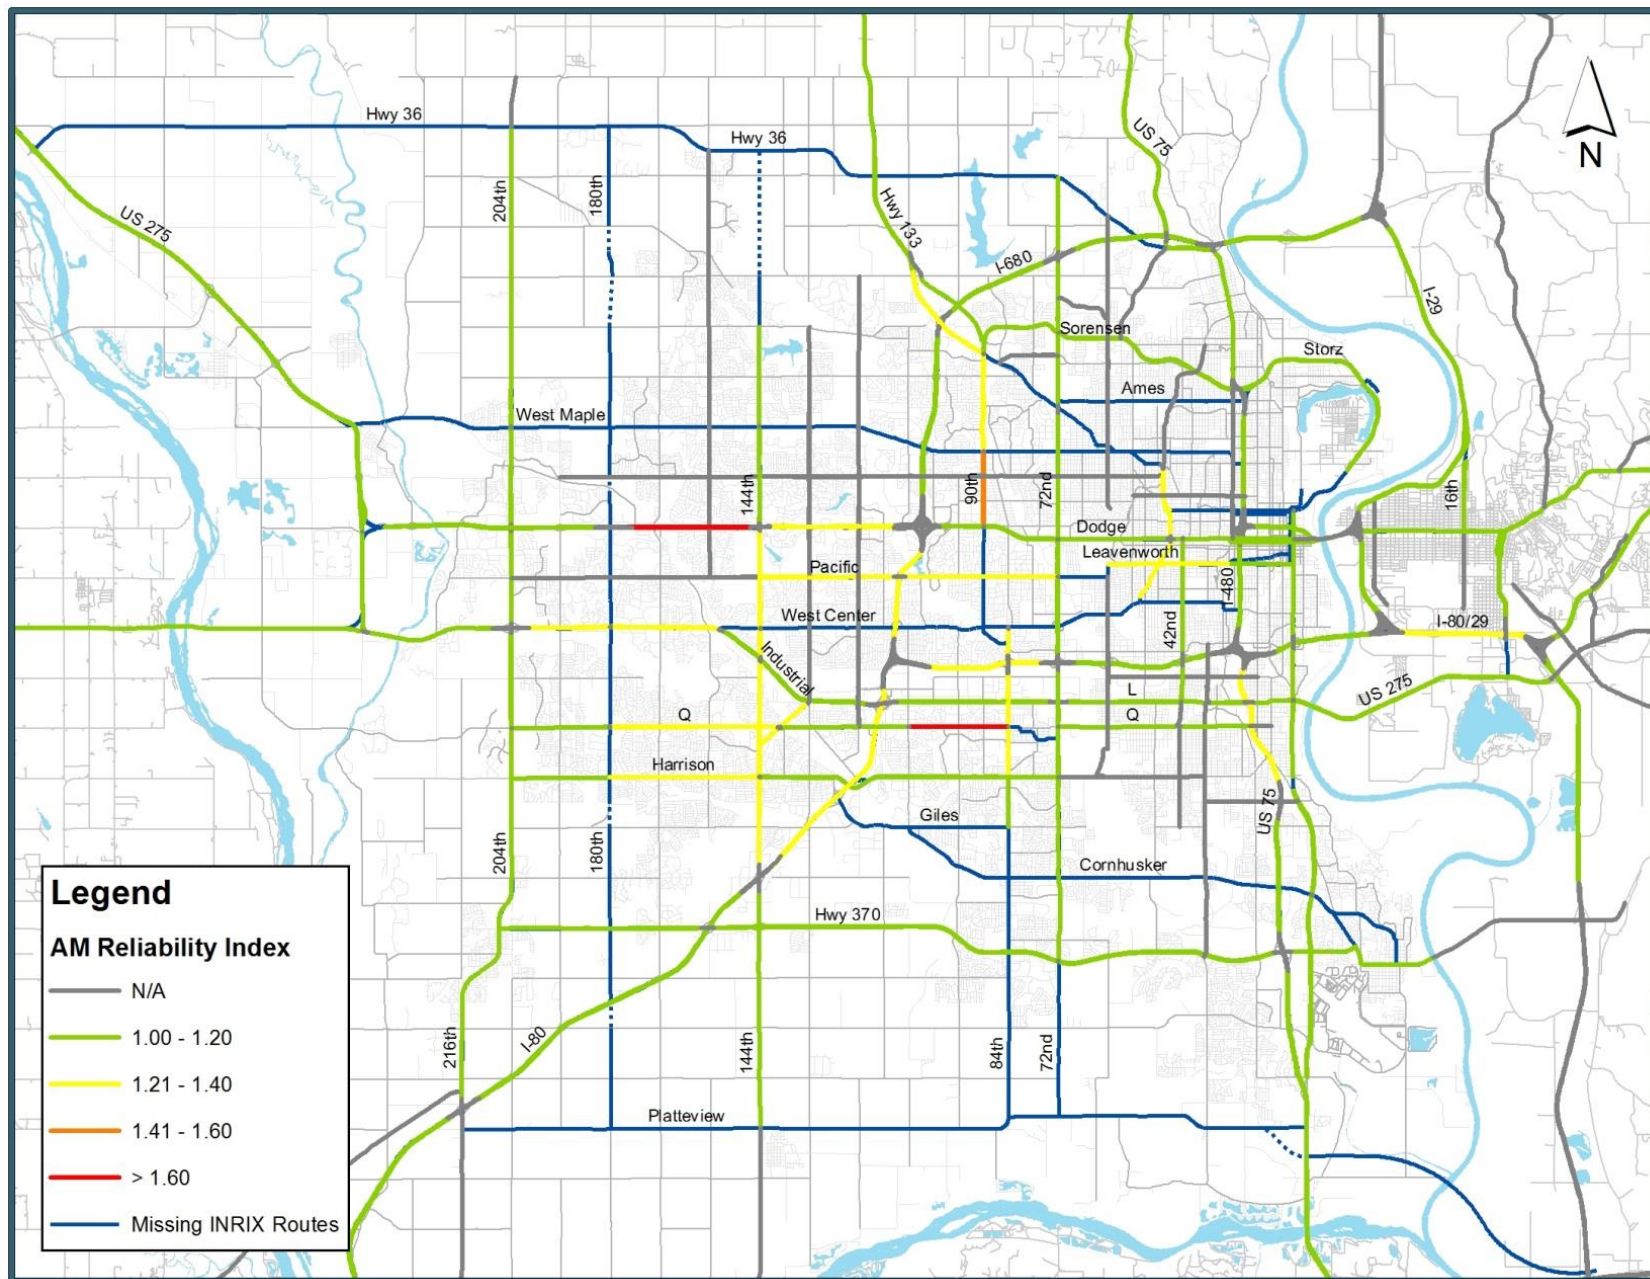 Hwy 36
Hwy 36
US 75
N
204th
180th
Hwy 133
US 275
I-680
I-29
Sorensen
Storz
Ames
West Maple
144th
90th
72nd
16th
Dodge
Leavenworth
Pacific
I-480
West Center
42nd
I-80/29
Industrial
L
US 275
Q
Q
Harrison
US 75
Giles
204th
180th
Cornhusker
Hwy 370
Legend
AM Reliability Index
N/A
1.00 - 1.20
1.21 - 1.40
1.41 - 1.60
> 1.60
Missing INRIX Routes
216th
I-80
144th
84th
72nd
Platteview